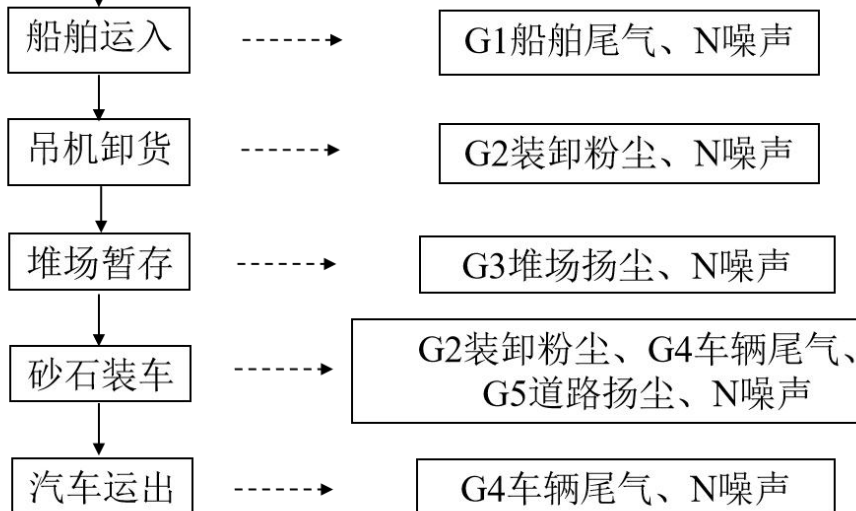 船舶运入
G1船舶尾气、N噪声
吊机卸货
G2装卸粉尘、N噪声
堆场暂存
G3堆场扬尘、N噪声
砂石装车
G2装卸粉尘、G4车辆尾气、
G5道路扬尘、N噪声
汽车运出
G4车辆尾气、N噪声